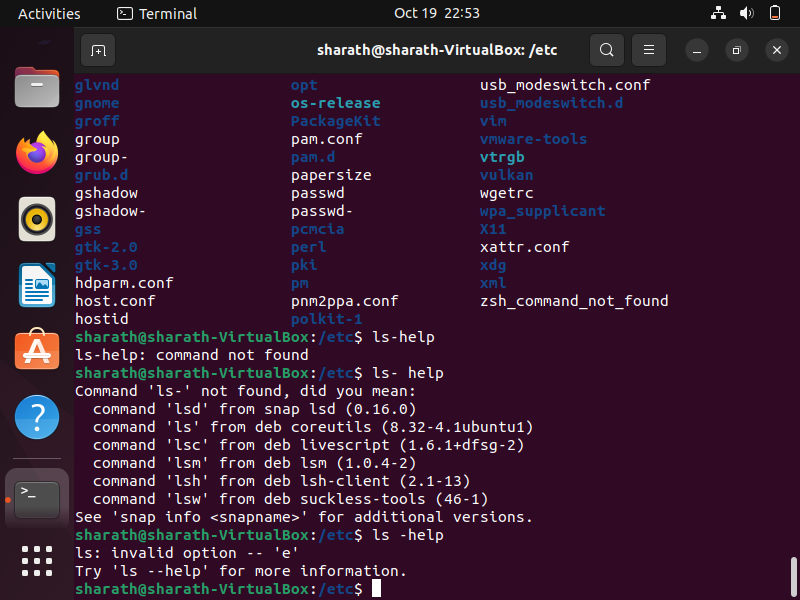 Activities Terminal Oct 19 22:53
sharath@sharath-VirtualBox: /etc
glvnd opt usb_modeswitch.conf
gnome os-release usb_modeswitch.d
groff PackageKit vim
group pam.conf vmware-tools
group- pam.d vtrgb
grub.d papersize vulkan
gshadow passwd wgetrc
gshadow- passwd- wpa_supplicant
gss pcmcia X11
gtk-2.0 perl xattr.conf
gtk-3.0 pki xdg
hdparm.conf pm xml
host.conf pnm2ppa.conf zsh_command_not_found
hostid polkit-1
sharath@sharath-VirtualBox:/etc$ ls-help
ls-help: command not found
sharath@sharath-VirtualBox:/etc$ ls- help
Command 'ls-' not found, did you mean:
  command 'lsd' from snap lsd (0.16.0)
  command 'ls' from deb coreutils (8.32-4.1ubuntu1)
  command 'lsc' from deb livescript (1.6.1+dfsg-2)
  command 'lsm' from deb lsm (1.0.4-2)
  command 'lsh' from deb lsh-client (2.1-13)
  command 'lsw' from deb suckless-tools (46-1)
See 'snap info <snapname>' for additional versions.
sharath@sharath-VirtualBox:/etc$ ls -help
ls: invalid option -- 'e'
Try 'ls --help' for more information.
sharath@sharath-VirtualBox:/etc$